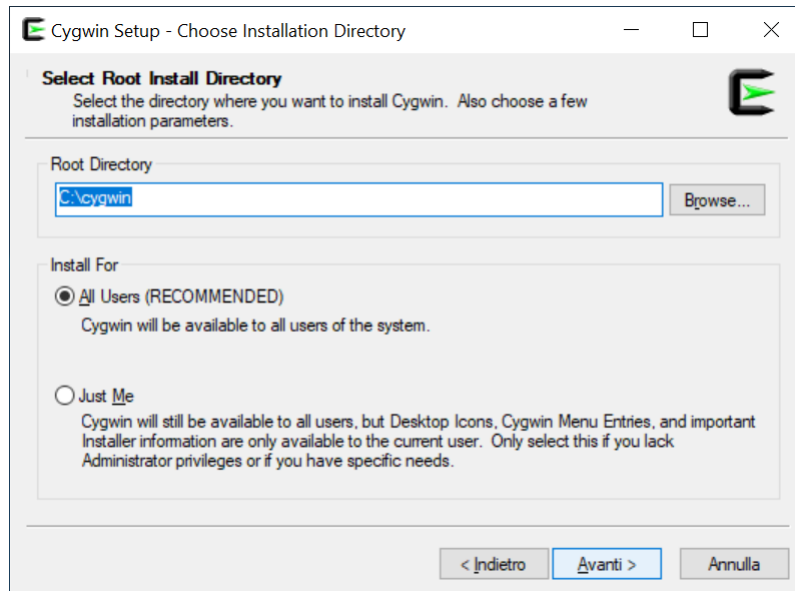 Cygwin Setup - Choose Installation Directory
Select Root Install Directory
Select the directory where you want to install Cygwin. Also choose a few
installation parameters.
Root Directory
C:\cygwin
Browse...
Install For
All Users (RECOMMENDED)
Cygwin will be available to all users of the system.
Just Me
Cygwin will still be available to all users, but Desktop Icons, Cygwin Menu Entries, and important
Installer information are only available to the current user. Only select this if you lack
Administrator privileges or if you have specific needs.
< Indietro Avanti > Annulla